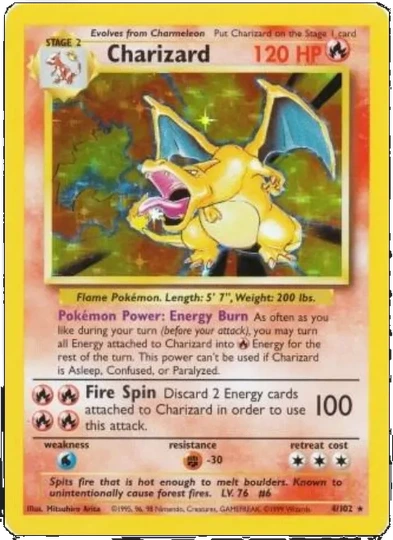 Evolves from Charmeleon Put Charizard on the Stage 1 card
STAGE 2
Charizard 120 HP
Flame Pokémon. Length: 5' 7", Weight: 200 lbs.
Pokémon Power: Energy Burn As often as you
like during your turn (before your attack), you may turn
all Energy attached to Charizard into Energy for the
rest of the turn. This power can't be used if Charizard
is Asleep, Confused, or Paralyzed.
Fire Spin Discard 2 Energy cards
attached to Charizard in order to use 100
this attack.
weakness resistance retreat cost
-30
Spits fire that is hot enough to melt boulders. Known to
unintentionally cause forest fires. LV. 76 #6
Illus. Mitsuhiro Arita ©1995, 96, 98 Nintendo, Creatures, GAMEFREAK. ©1999 Wizards. 4/102 ★